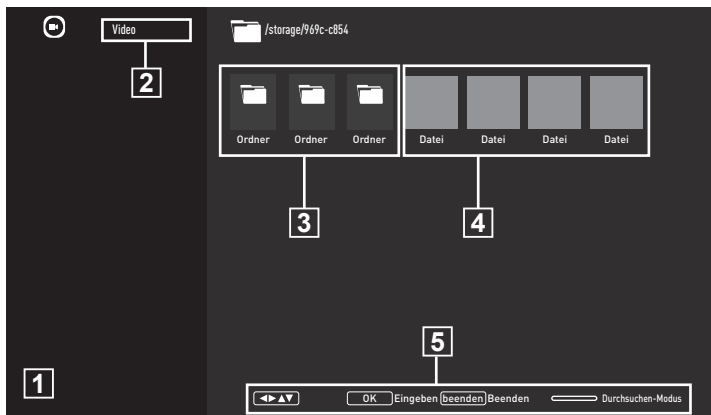 Video
/storage/969c-c854
2
Ordner Ordner Ordner Datei Datei Datei Datei
3 4
5
1
◄►▲▼ OK Eingeben beenden Beenden Durchsuchen-Modus